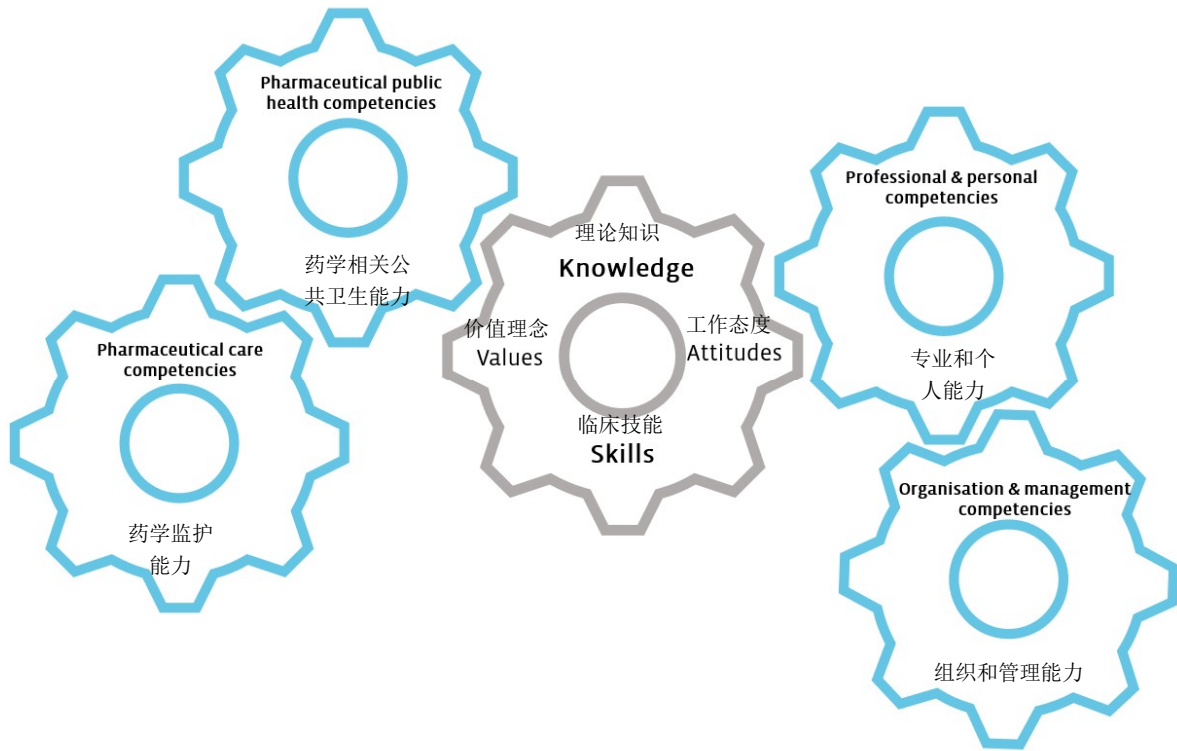 Pharmaceutical public
health competencies
药学相关公
共卫生能力
Pharmaceutical care
competencies
药学监护
能力
理论知识
Knowledge
价值理念
Values
工作态度
Attitudes
临床技能
Skills
Professional & personal
competencies
专业和个
人能力
Organisation & management
competencies
组织和管理能力